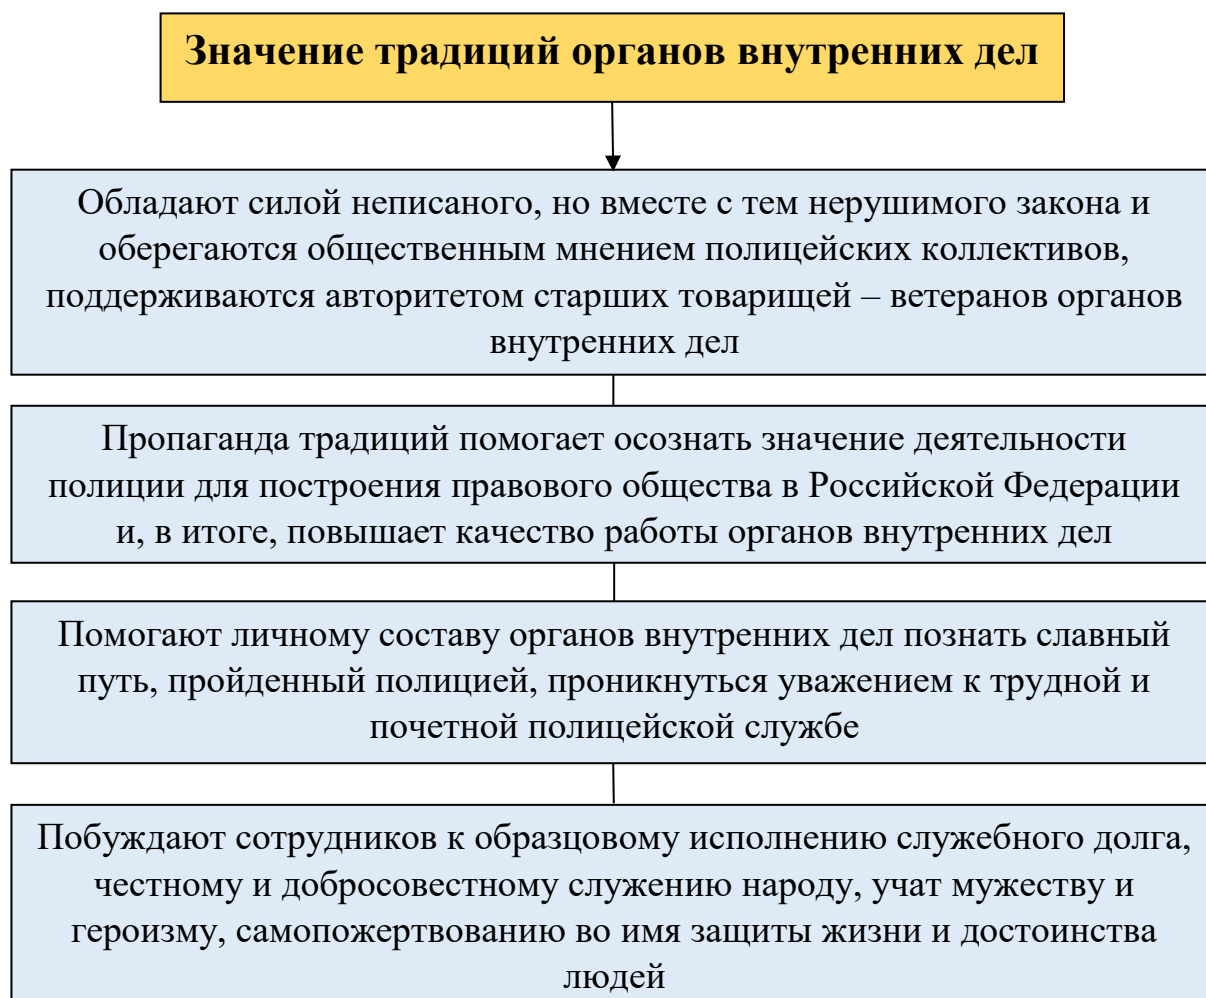 Значение традиций органов внутренних дел
Обладают силой неписаного, но вместе с тем нерушимого закона и
оберегаются общественным мнением полицейских коллективов,
поддерживаются авторитетом старших товарищей – ветеранов органов
внутренних дел
Пропаганда традиций помогает осознать значение деятельности
полиции для построения правового общества в Российской Федерации
и, в итоге, повышает качество работы органов внутренних дел
Помогают личному составу органов внутренних дел познать славный
путь, пройденный полицией, проникнуться уважением к трудной и
почетной полицейской службе
Побуждают сотрудников к образцовому исполнению служебного долга,
честному и добросовестному служению народу, учат мужеству и
героизму, самопожертвованию во имя защиты жизни и достоинства
людей